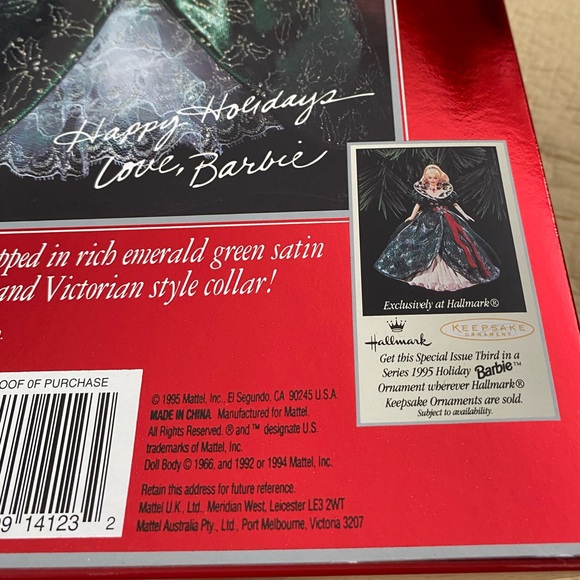 Happy Holidays
Love, Barbie
pped in rich emerald green satin
and Victorian style collar!
Exclusively at Hallmark®
Hallmark
KEEPSAKE
ORNAMENT
Get this Special Issue Third in a
Series 1995 Holiday Barbie™
Ornament wherever Hallmark®
Keepsake Ornaments are sold.
Subject to availability.
OOF OF PURCHASE
9 14123 2
© 1995 Mattel, Inc., El Segundo, CA 90245 U.S.A.
MADE IN CHINA. Manufactured for Mattel.
All Rights Reserved. ® and ™ designate U.S.
trademarks of Mattel, Inc.
Doll Body © 1966, and 1992 or 1994 Mattel, Inc.
Retain this address for future reference.
Mattel U.K., Ltd., Meridian West, Leicester LE3 2WT
Mattel Australia Pty., Ltd., Port Melbourne, Victoria 3207